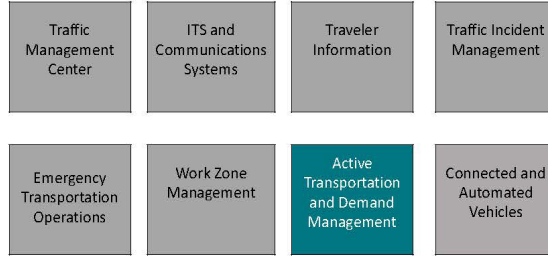 Traffic
Management
Center
ITS and
Communications
Systems
Traveler
Information
Traffic Incident
Management
Emergency
Transportation
Operations
Work Zone
Management
Active
Transportation
and Demand
Management
Connected and
Automated
Vehicles